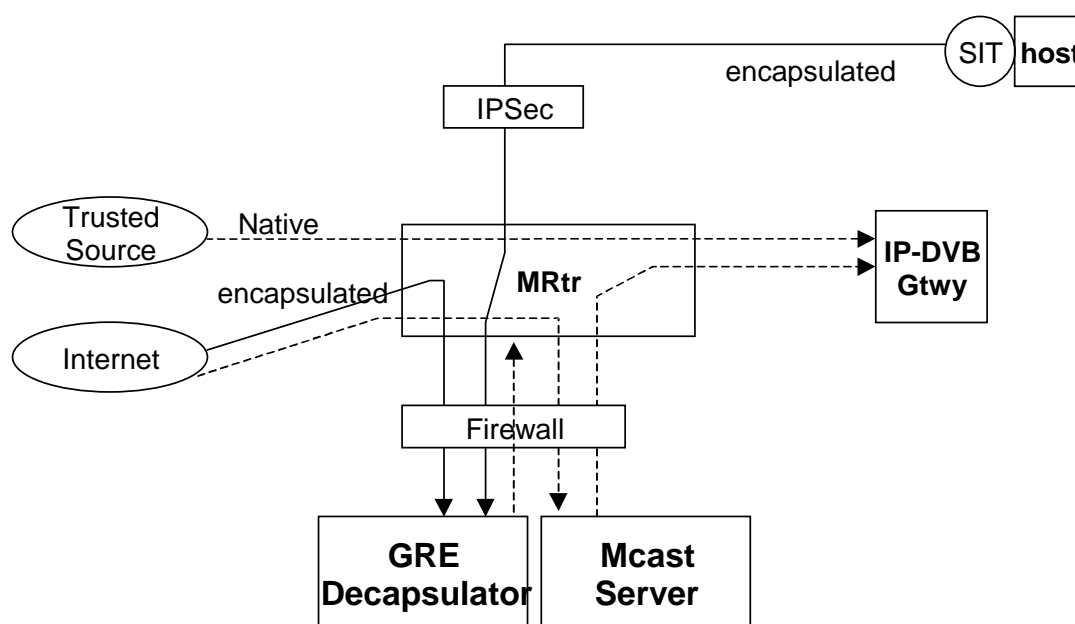 SIT
host
encapsulated
IPSec
Trusted
Source
Native
IP-DVB
Gtwy
MRtr
encapsulated
Internet
Firewall
GRE
Decapsulator
Mcast
Server